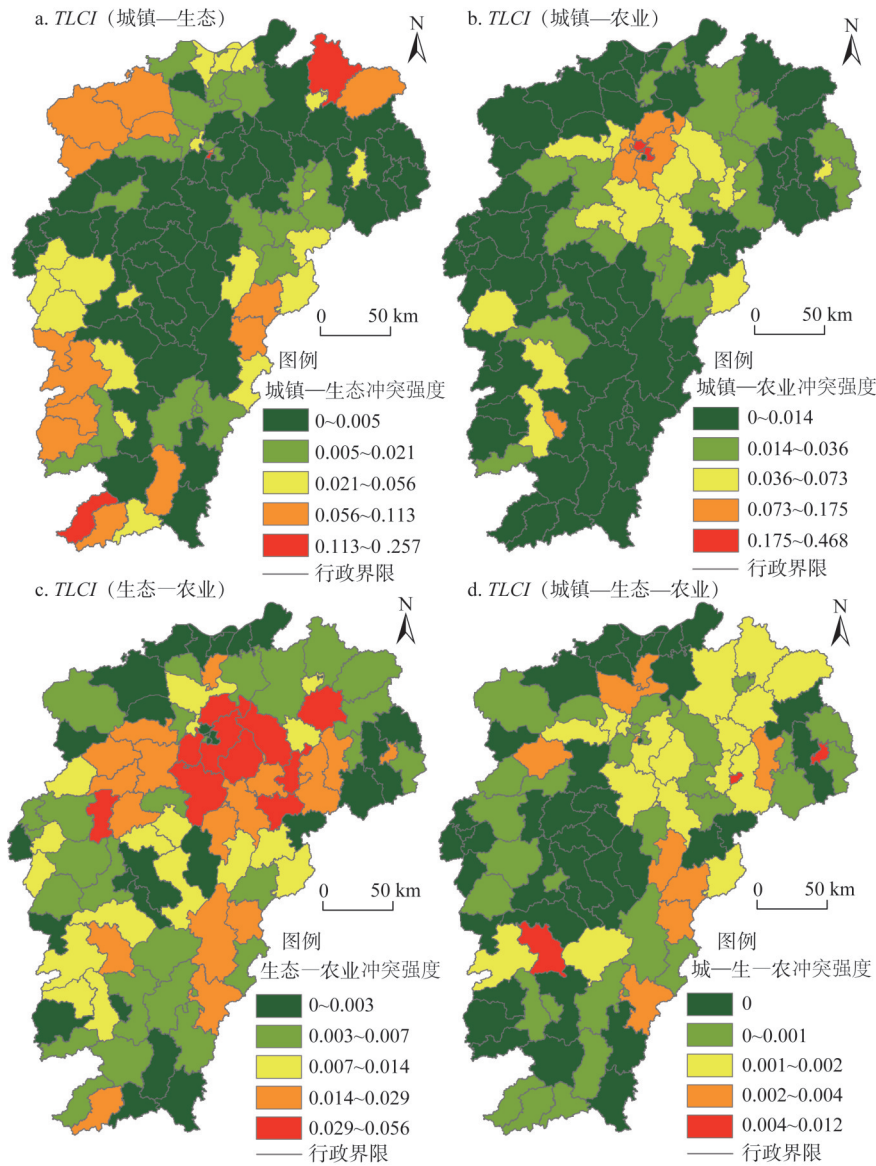 a. TLCI（城镇—生态）
N
0 50 km
图例
城镇—生态冲突强度
0~0.005
0.005~0.021
0.021~0.056
0.056~0.113
0.113~0 .257
行政界限
b. TLCI（城镇—农业）
N
0 50 km
图例
城镇—农业冲突强度
0~0.014
0.014~0.036
0.036~0.073
0.073~0.175
0.175~0.468
行政界限
c. TLCI（生态—农业）
N
0 50 km
图例
生态—农业冲突强度
0~0.003
0.003~0.007
0.007~0.014
0.014~0.029
0.029~0.056
行政界限
d. TLCI（城镇—生态—农业）
N
0 50 km
图例
城—生—农冲突强度
0
0~0.001
0.001~0.002
0.002~0.004
0.004~0.012
行政界限